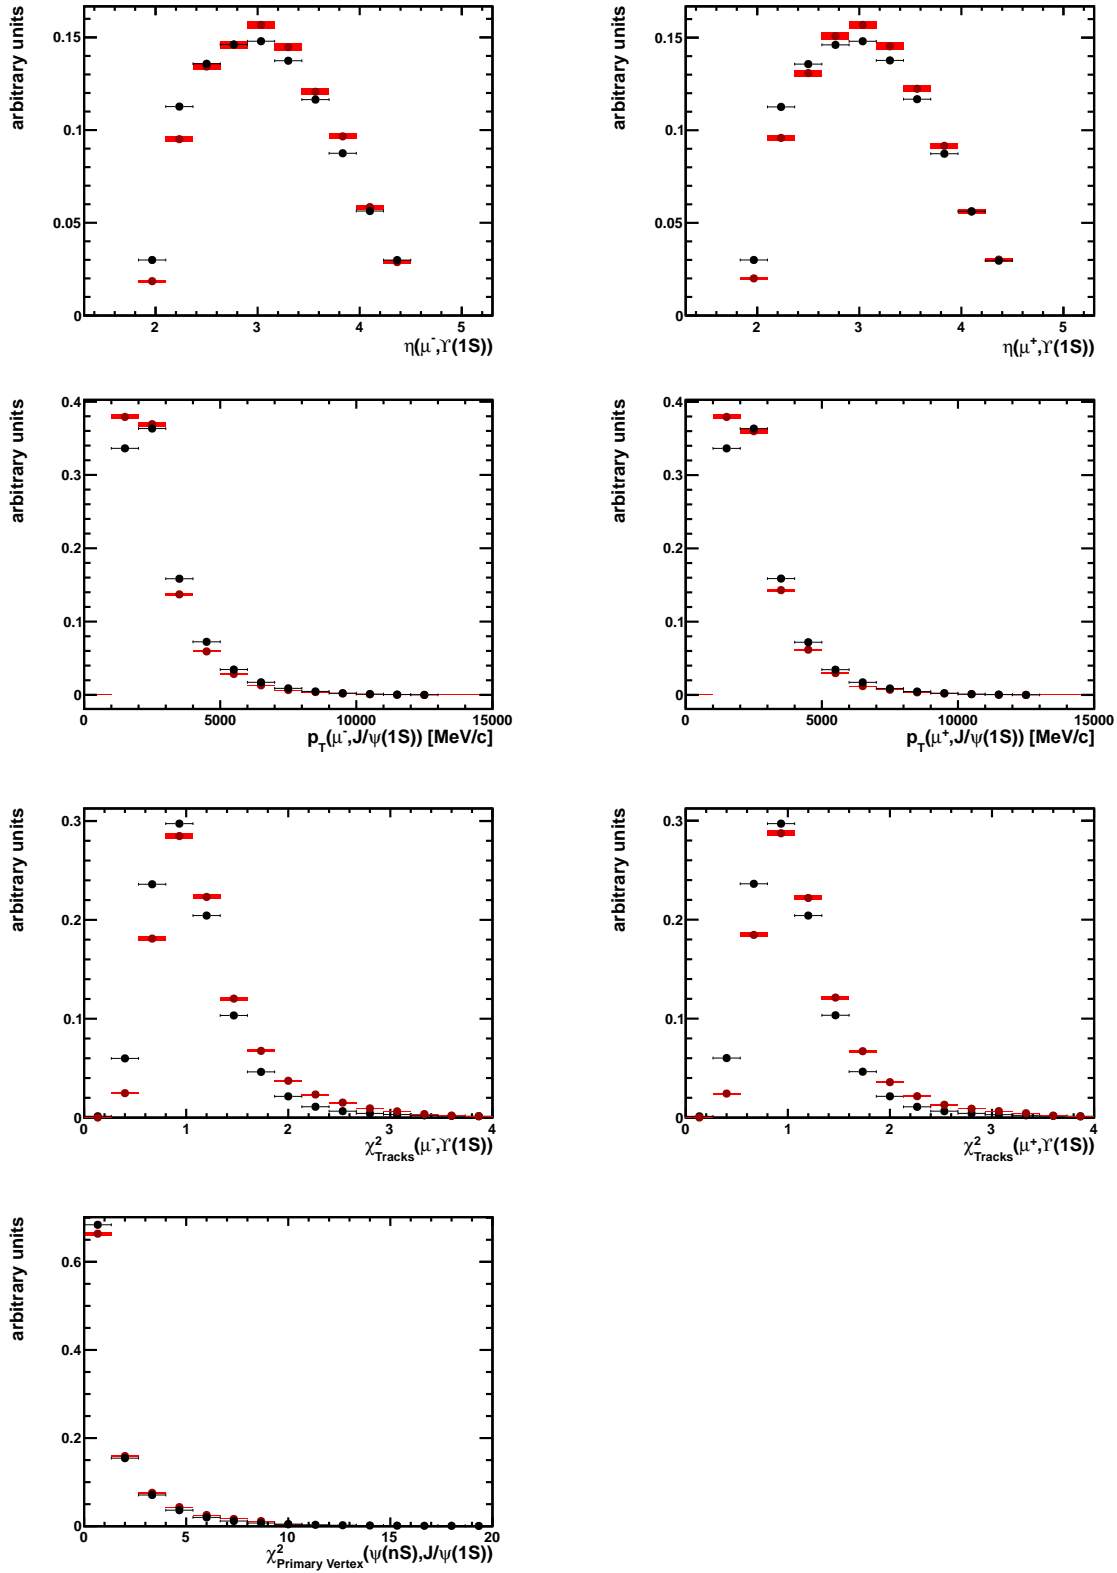 arbitrary units
0.15
0.1
0.05
0
2 3 4 5
η(μ⁻,ϒ(1S))
arbitrary units
0.15
0.1
0.05
0
2 3 4 5
η(μ⁺,ϒ(1S))
arbitrary units
0.4
0.3
0.2
0.1
0
0 5000 10000 15000
p_T(μ⁻,J/ψ(1S)) [MeV/c]
arbitrary units
0.4
0.3
0.2
0.1
0
0 5000 10000 15000
p_T(μ⁺,J/ψ(1S)) [MeV/c]
arbitrary units
0.3
0.2
0.1
0
0 1 2 3 4
χ²_Tracks(μ⁻,ϒ(1S))
arbitrary units
0.3
0.2
0.1
0
0 1 2 3 4
χ²_Tracks(μ⁺,ϒ(1S))
arbitrary units
0.6
0.4
0.2
0
0 5 10 15 20
χ²_Primary Vertex(ψ(nS),J/ψ(1S))